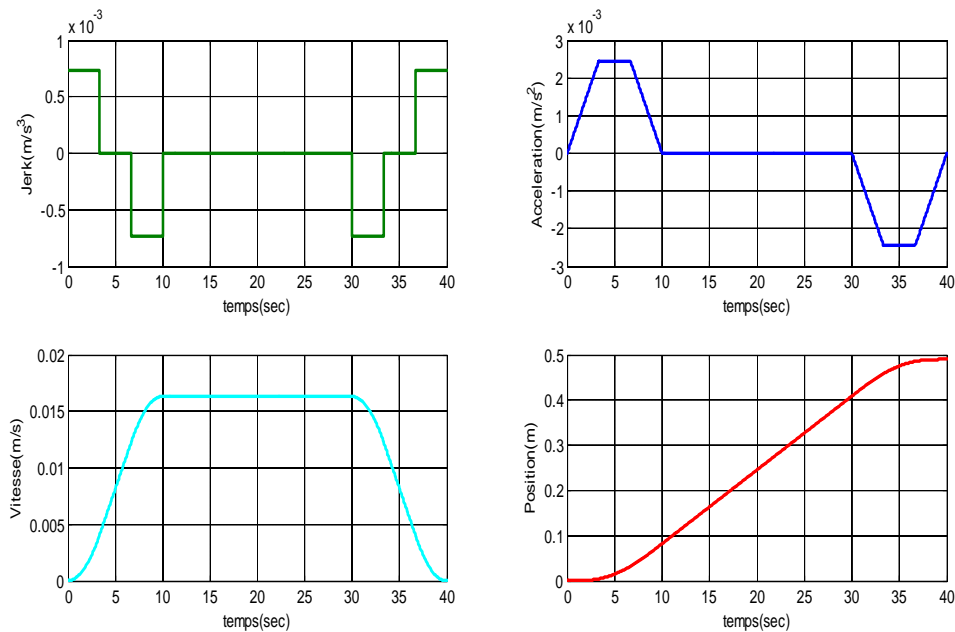 x 10^-3
1
0.5
0
-0.5
-1
Jerk(m/s^3)
0 5 10 15 20 25 30 35 40
temps(sec)
x 10^-3
3
2
1
0
-1
-2
-3
Acceleration(m/s^2)
0 5 10 15 20 25 30 35 40
temps(sec)
0.02
0.015
0.01
0.005
0
Vitesse(m/s)
0 5 10 15 20 25 30 35 40
temps(sec)
0.5
0.4
0.3
0.2
0.1
0
Position(m)
0 5 10 15 20 25 30 35 40
temps(sec)